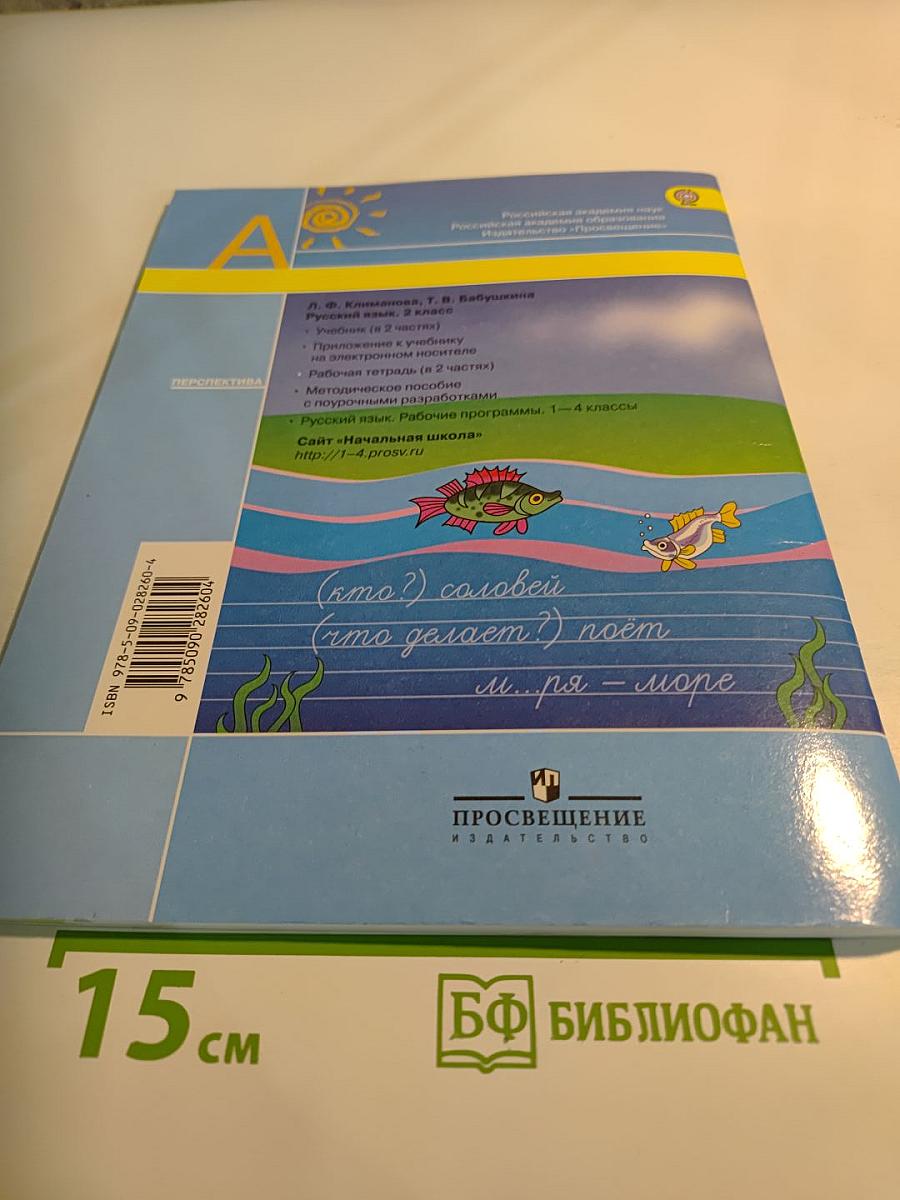 А
Российская академия наук
Российская академия образования
Издательство «Просвещение»
Л. Ф. Климанова, Т. В. Бабушкина
Русский язык. 2 класс
• Учебник (в 2 частях)
• Приложение к учебнику
на электронном носителе
• Рабочая тетрадь (в 2 частях)
• Методическое пособие
с поурочными разработками
• Русский язык. Рабочие программы. 1—4 классы
Сайт «Начальная школа»
http://1–4.prosv.ru
ПЕРСПЕКТИВА
ISBN 978-5-09-028260-4
9 785090 282604
(кто?) соловей
(что делает?) поёт
м...ря – море
ИП
ПРОСВЕЩЕНИЕ
ИЗДАТЕЛЬСТВО
15 см
БФ БИБЛИОФАН